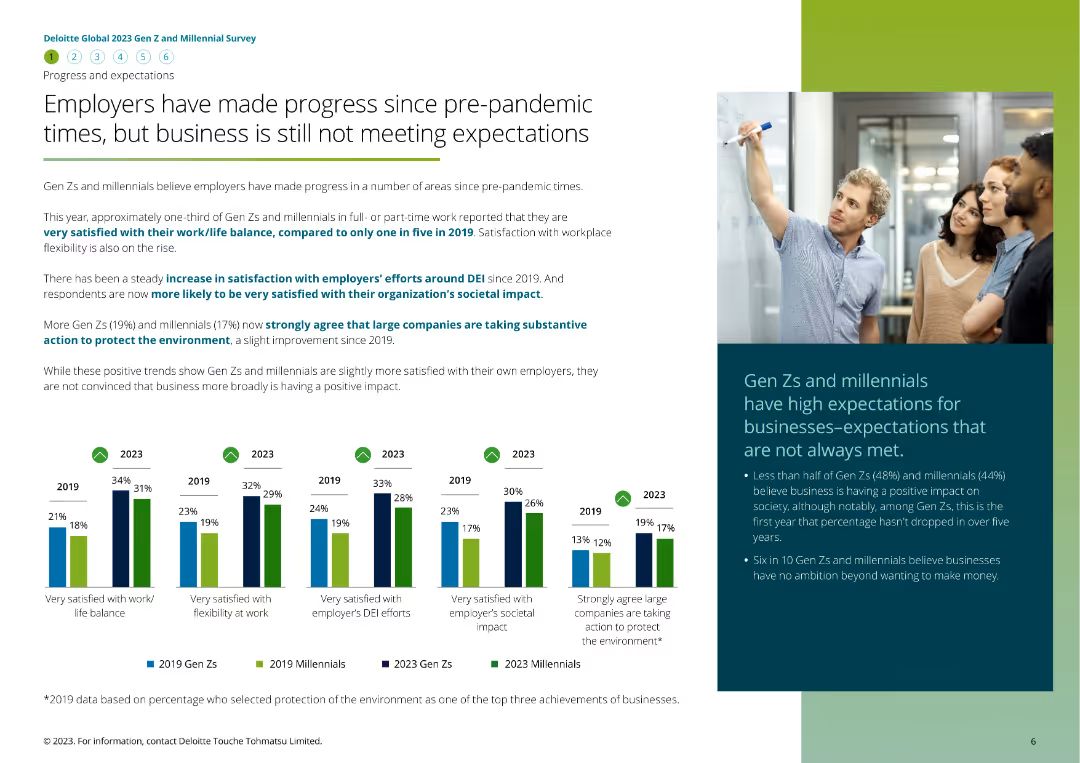 Deloitte Global 2023 Gen Z and Millennial Survey
1 2 3 4 5 6
Progress and expectations
Employers have made progress since pre-pandemic
times, but business is still not meeting expectations
Gen Zs and millennials believe employers have made progress in a number of areas since pre-pandemic times.
This year, approximately one-third of Gen Zs and millennials in full- or part-time work reported that they are
very satisfied with their work/life balance, compared to only one in five in 2019. Satisfaction with workplace
flexibility is also on the rise.
There has been a steady increase in satisfaction with employers' efforts around DEI since 2019. And
respondents are now more likely to be very satisfied with their organization's societal impact.
More Gen Zs (19%) and millennials (17%) now strongly agree that large companies are taking substantive
action to protect the environment, a slight improvement since 2019.
While these positive trends show Gen Zs and millennials are slightly more satisfied with their own employers, they
are not convinced that business more broadly is having a positive impact.
2019
21% 18%
2023
34% 31%
Very satisfied with work/
life balance
2019
23% 19%
2023
32% 29%
Very satisfied with
flexibility at work
2019
24% 19%
2023
33% 28%
Very satisfied with
employer's DEI efforts
2019
23% 17%
2023
30% 26%
Very satisfied with
employer's societal
impact
2019
13% 12%
2023
19% 17%
Strongly agree large
companies are taking
action to protect
the environment*
2019 Gen Zs 2019 Millennials 2023 Gen Zs 2023 Millennials
*2019 data based on percentage who selected protection of the environment as one of the top three achievements of businesses.
Gen Zs and millennials
have high expectations for
businesses–expectations that
are not always met.
• Less than half of Gen Zs (48%) and millennials (44%)
believe business is having a positive impact on
society, although notably, among Gen Zs, this is the
first year that percentage hasn't dropped in over five
years.
• Six in 10 Gen Zs and millennials believe businesses
have no ambition beyond wanting to make money.
© 2023. For information, contact Deloitte Touche Tohmatsu Limited.
6